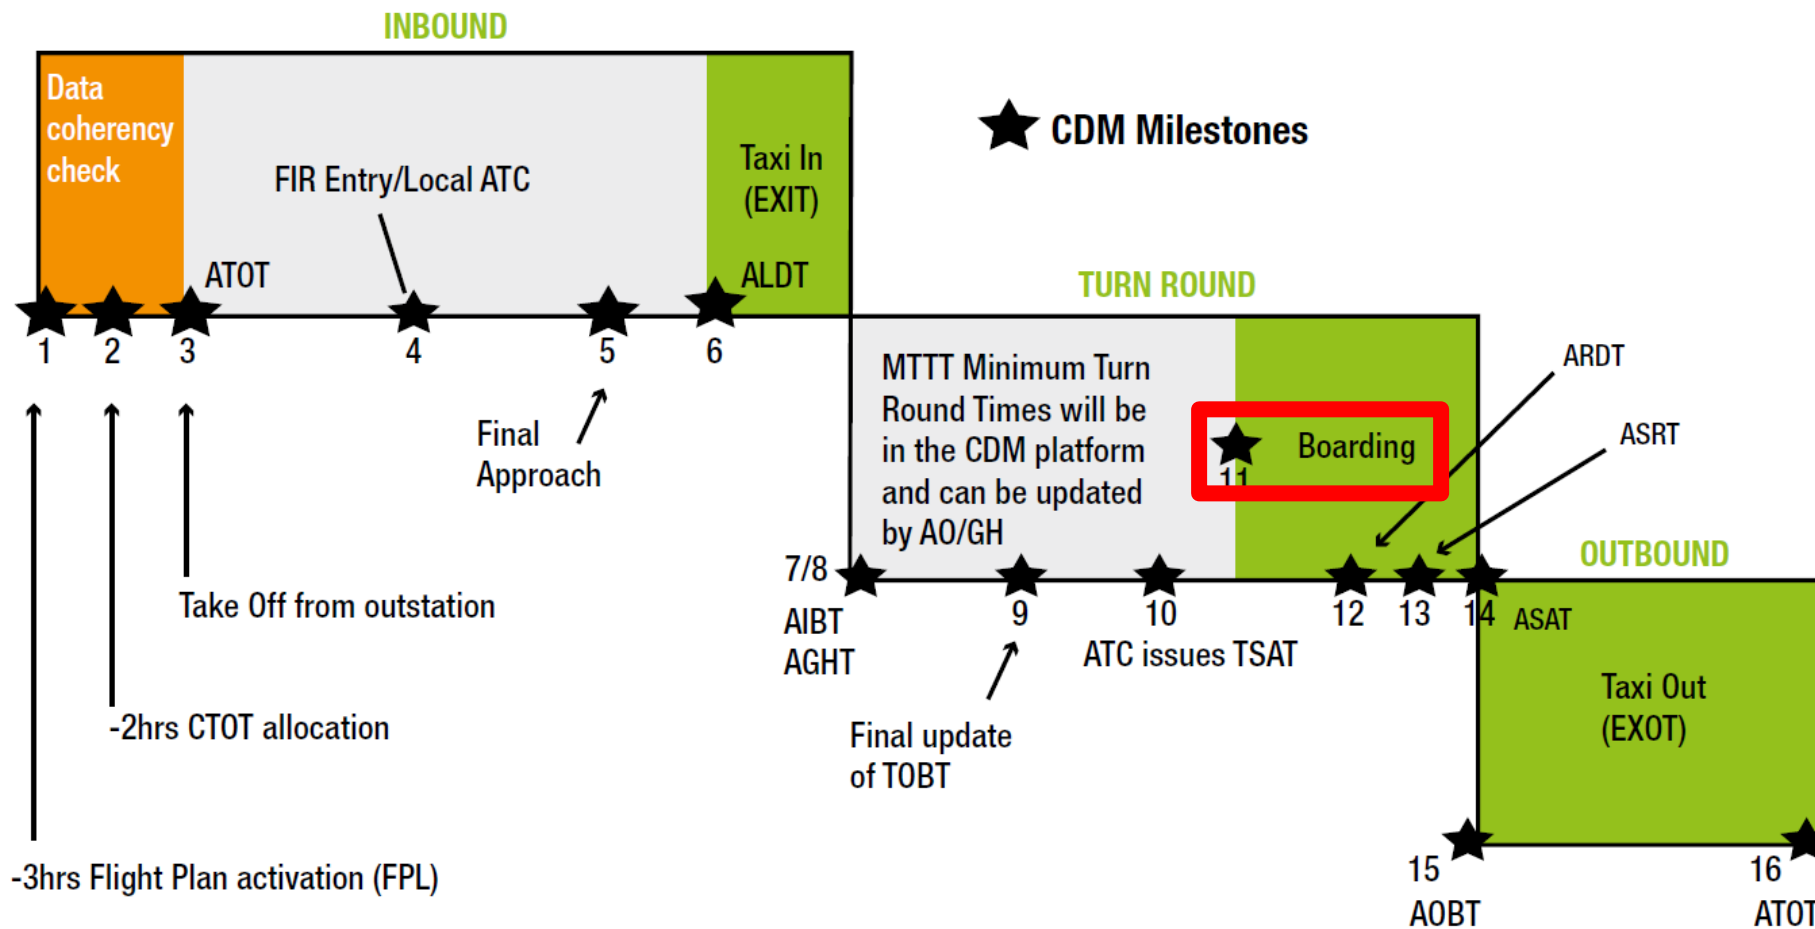 INBOUND
Data
coherency
check
FIR Entry/Local ATC
Taxi In
(EXIT)
CDM Milestones
ATOT
ALDT
1
2
3
4
5
6
TURN ROUND
MTTT Minimum Turn
Round Times will be
in the CDM platform
and can be updated
by AO/GH
11
Boarding
ARDT
ASRT
Final
Approach
Take Off from outstation
-2hrs CTOT allocation
-3hrs Flight Plan activation (FPL)
7/8
AIBT
AGHT
9
10
12
13
14
ASAT
ATC issues TSAT
Final update
of TOBT
OUTBOUND
Taxi Out
(EXOT)
15
AOBT
16
ATOT